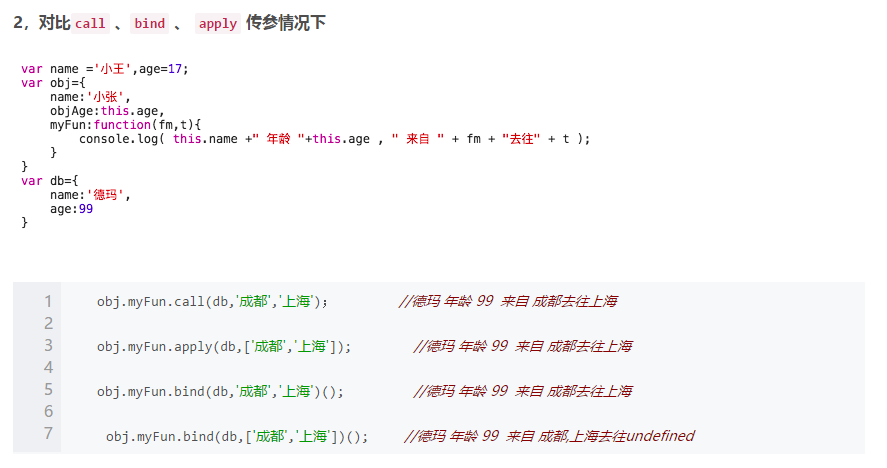 2，对比call 、bind 、 apply 传参情况下
var name ='小王',age=17;
var obj={
    name:'小张',
    objAge:this.age,
    myFun:function(fm,t){
        console.log( this.name +" 年龄 "+this.age , " 来自 " + fm + "去往" + t );
    }
}
var db={
    name:'德玛',
    age:99
}
1 obj.myFun.call(db,'成都','上海')； //德玛 年龄 99 来自 成都去往上海
2
3 obj.myFun.apply(db,['成都','上海']); //德玛 年龄 99 来自 成都去往上海
4
5 obj.myFun.bind(db,'成都','上海')(); //德玛 年龄 99 来自 成都去往上海
6
7 obj.myFun.bind(db,['成都','上海'])(); //德玛 年龄 99 来自 成都,上海去往undefined